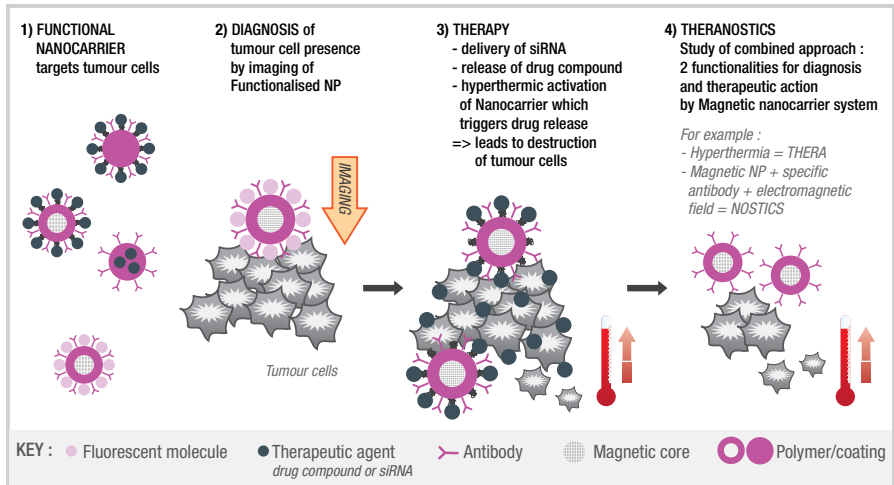 1) FUNCTIONAL
NANOCARRIER
targets tumour cells
2) DIAGNOSIS of
tumour cell presence
by imaging of
Functionalised NP
IMAGING
Tumour cells
3) THERAPY
- delivery of siRNA
- release of drug compound
- hyperthermic activation
of Nanocarrier which
triggers drug release
=> leads to destruction
of tumour cells
4) THERANOSTICS
Study of combined approach :
2 functionalities for diagnosis
and therapeutic action
by Magnetic nanocarrier system
For example :
- Hyperthermia = THERA
- Magnetic NP + specific
antibody + electromagnetic
field = NOSTICS
KEY :
Fluorescent molecule
Therapeutic agent
drug compound or siRNA
Antibody
Magnetic core
Polymer/coating